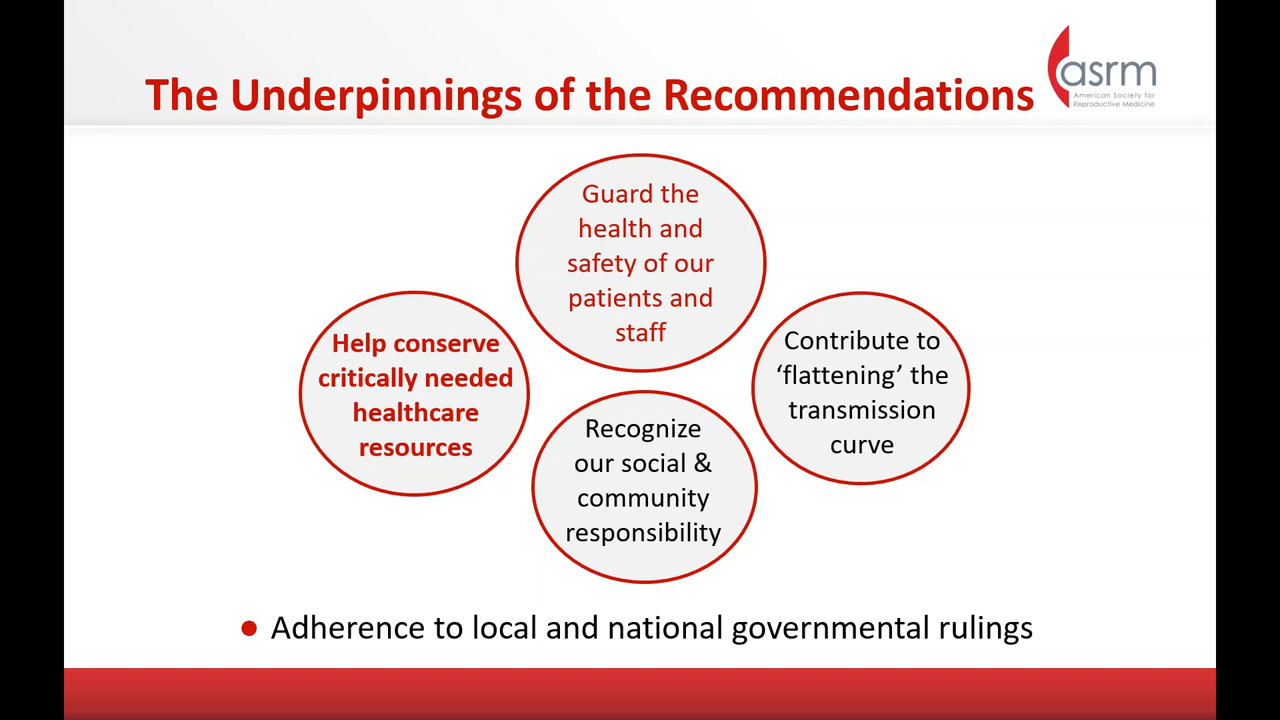 The Underpinnings of the Recommendations
asrm
American Society for
Reproductive Medicine
Guard the
health and
safety of our
patients and
staff
Help conserve
critically needed
healthcare
resources
Contribute to
‘flattening’ the
transmission
curve
Recognize
our social &
community
responsibility
● Adherence to local and national governmental rulings